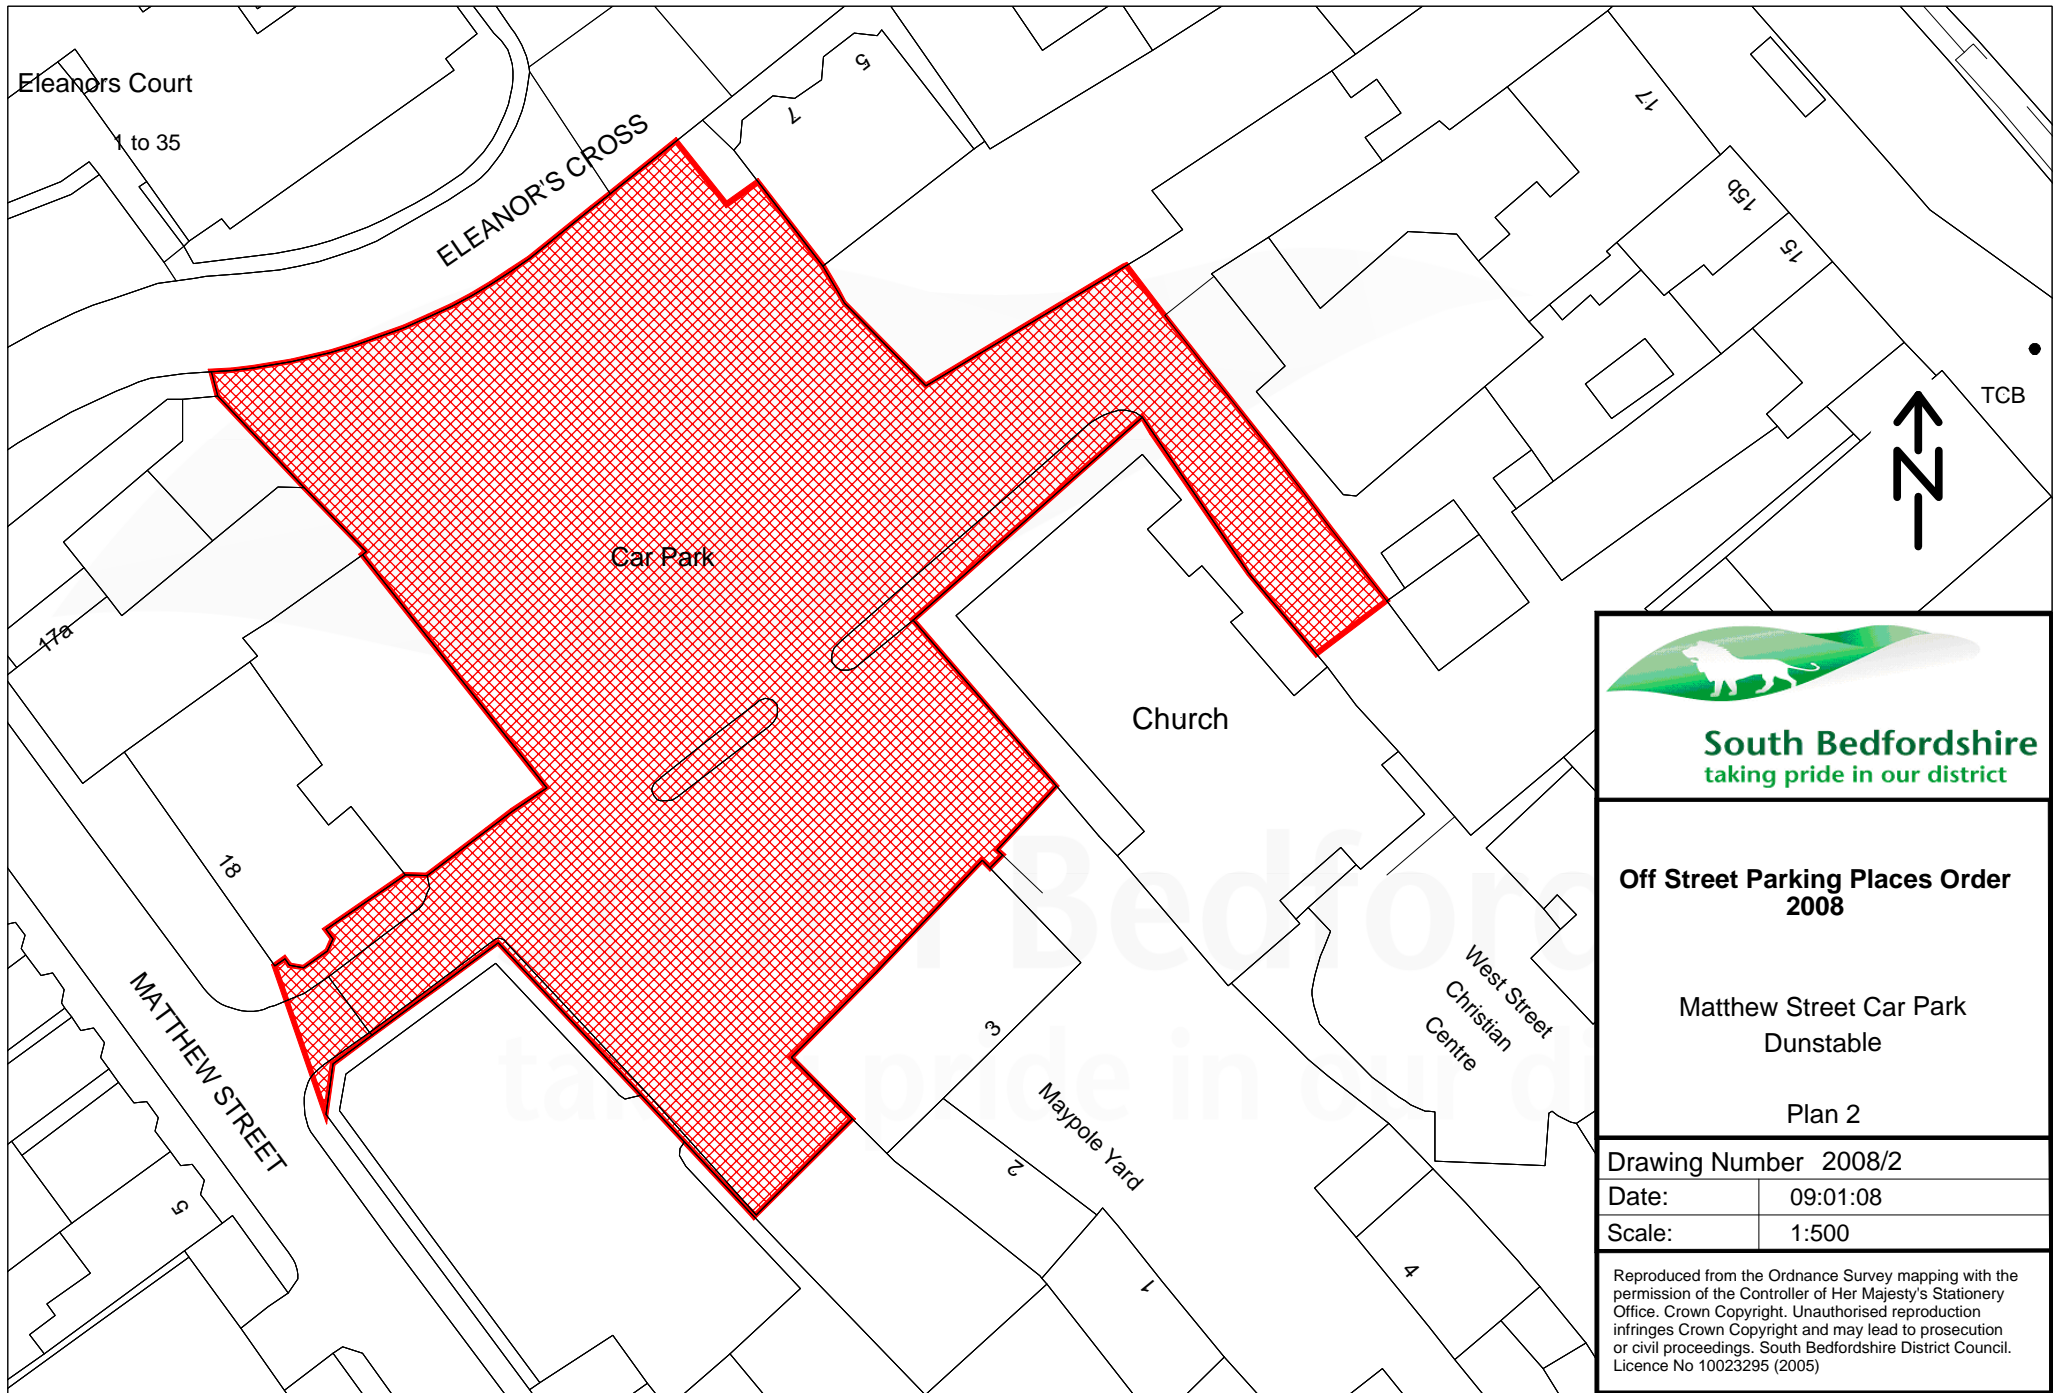 Eleanors Court
1 to 35
ELEANOR'S CROSS
5
7
17
15b
15
TCB
N
Car Park
17a
Church
18
MATTHEW STREET
5
3
2
1
4
Maypole Yard
West Street
Christian
Centre
South Bedfordshire
taking pride in our district
Off Street Parking Places Order
2008
Matthew Street Car Park
Dunstable
Plan 2
Drawing Number 2008/2
Date: 09:01:08
Scale: 1:500
Reproduced from the Ordnance Survey mapping with the
permission of the Controller of Her Majesty's Stationery
Office. Crown Copyright. Unauthorised reproduction
infringes Crown Copyright and may lead to prosecution
or civil proceedings. South Bedfordshire District Council.
Licence No 10023295 (2005)